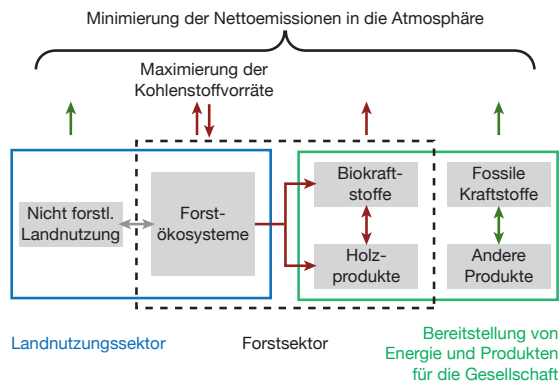 Minimierung der Nettoemissionen in die Atmosphäre
Maximierung der
Kohlenstoffvorräte
Nicht forstl.
Landnutzung
Forst-
ökosysteme
Biokraft-
stoffe
Holz-
produkte
Fossile
Kraftstoffe
Andere
Produkte
Landnutzungssektor
Forstsektor
Bereitstellung von
Energie und Produkten
für die Gesellschaft